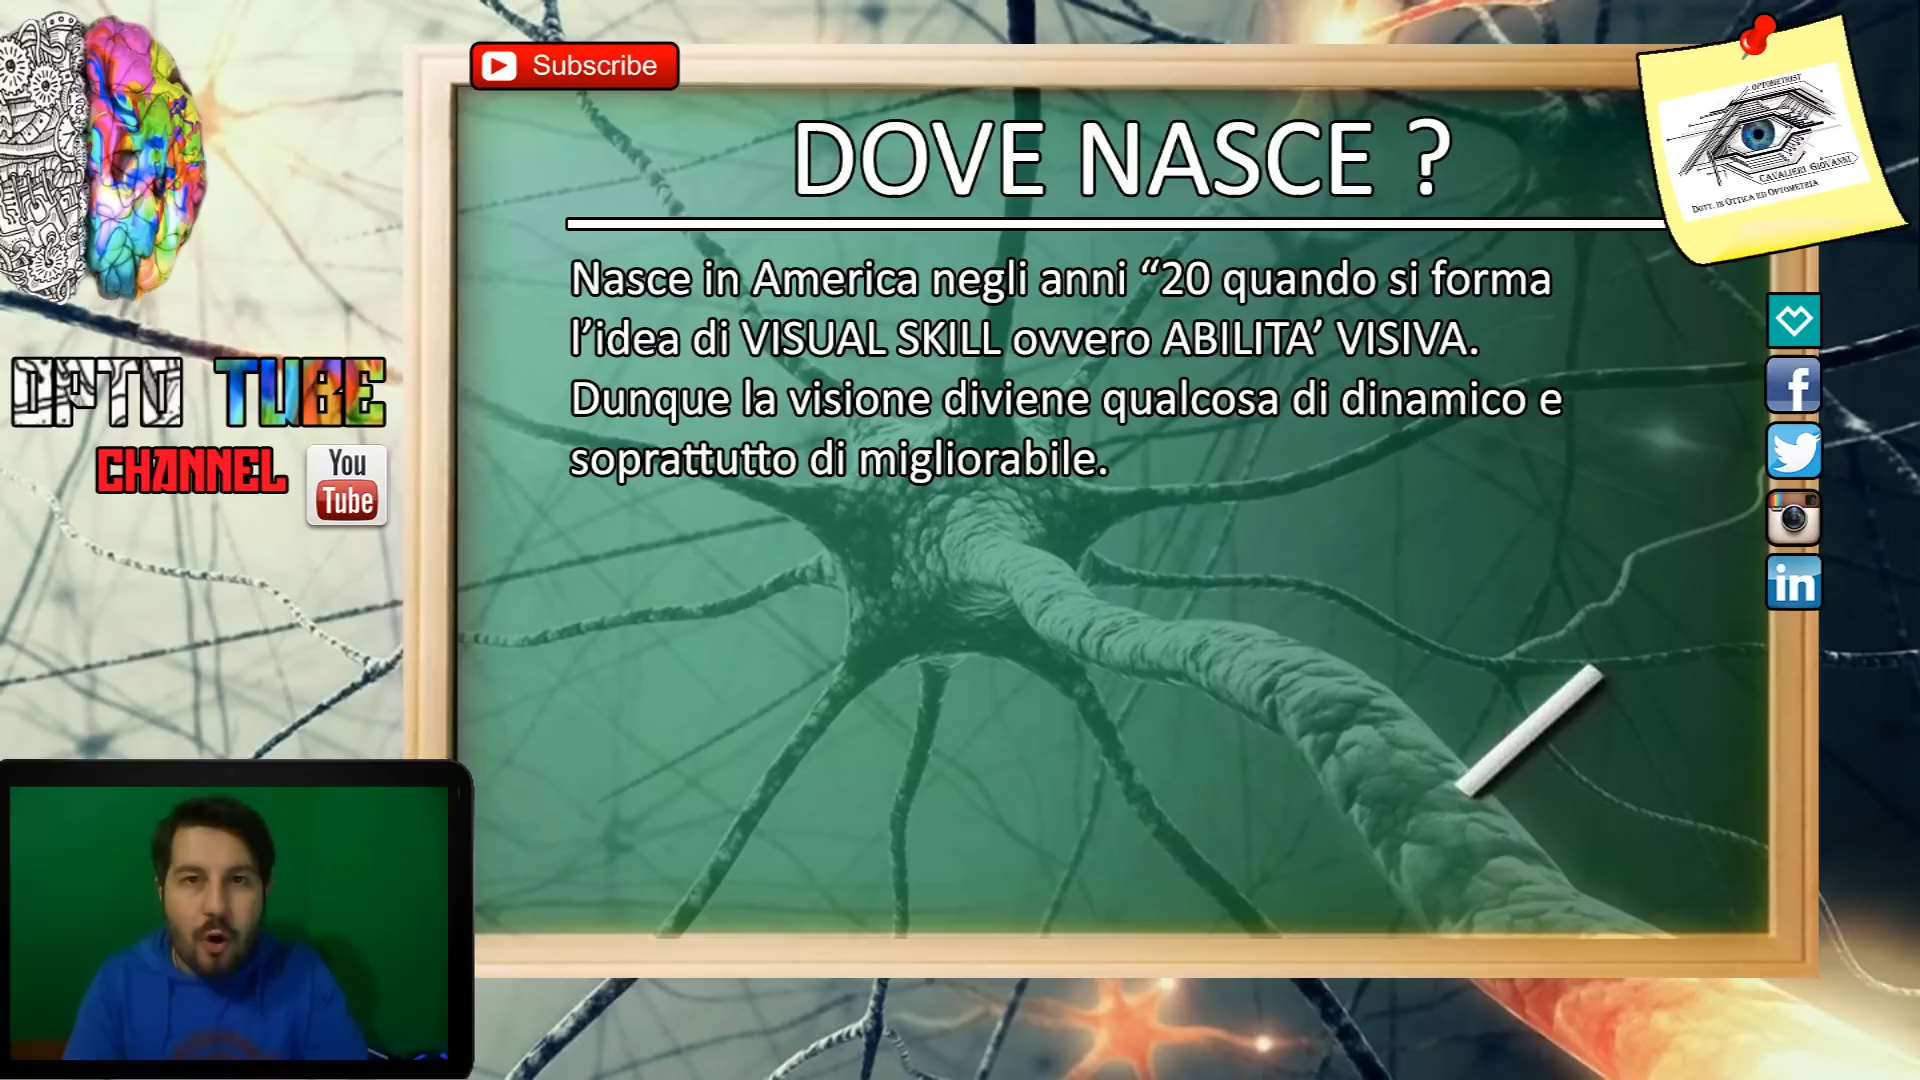 Subscribe
DOVE NASCE ?
OPTOMETRIST
CAVALIERI GIOVANNI
DOTT. IN OTTICA ED OPTOMETRIA
Nasce in America negli anni “20 quando si forma
l’idea di VISUAL SKILL ovvero ABILITA’ VISIVA.
Dunque la visione diviene qualcosa di dinamico e
soprattutto di migliorabile.
OPTO TUBE
CHANNEL
You
Tube
f
in